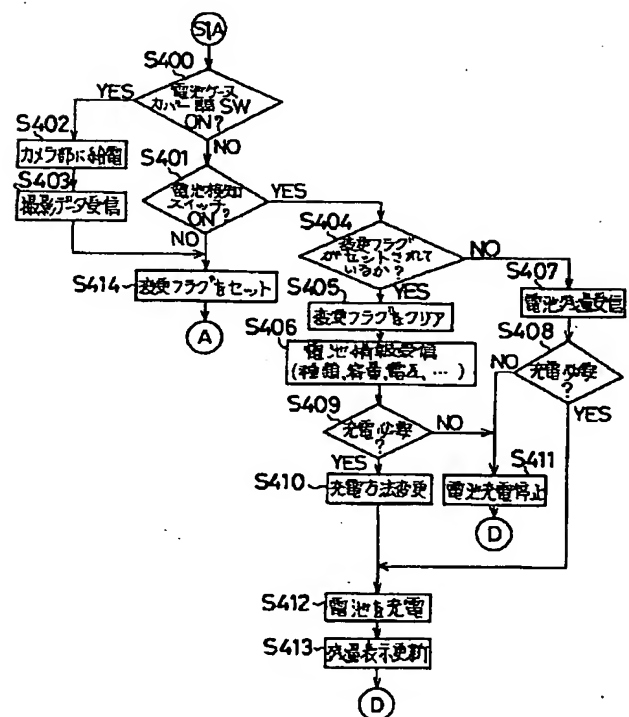 S1A
S400
電池ケース
カバー開SW
ON?
YES
NO
S402
カメラ部に給電
S403
撮影データ受信
S401
電池検知
スイッチ
ON?
YES
NO
S414
変更フラグをセット
A
S404
変更フラグ
がセットされて
いるか?
NO
YES
S405
変更フラグをクリア
S406
電池情報受信
(種類、容量、電圧、…)
S407
電池残量受信
S408
充電必要
?
NO
YES
S409
充電必要
?
NO
YES
S410
充電方法変更
S411
電池充電停止
D
S412
電池を充電
S413
残量表示更新
D